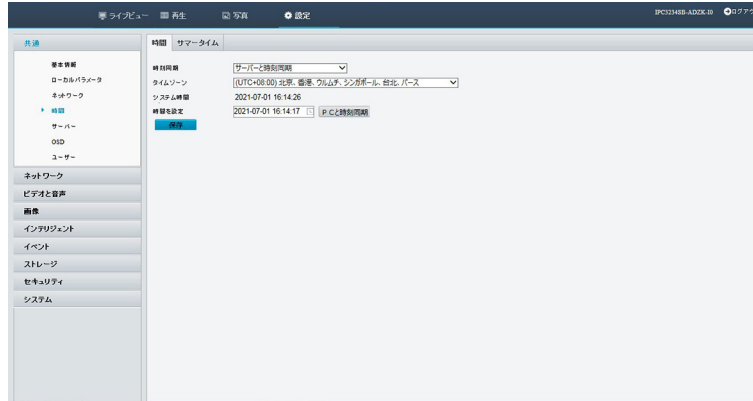 ライブビュー 再生 写真 設定 IPC3234SB-ADZK-I0 ログアウ
共通
基本情報
ローカルパラメータ
ネットワーク
時間
サーバー
OSD
ユーザー
ネットワーク
ビデオと音声
画像
インテリジェント
イベント
ストレージ
セキュリティ
システム
時間 サマータイム
時刻同期 サーバーと時刻同期
タイムゾーン (UTC+08:00) 北京、香港、ウルムチ、シンガポール、台北、パース
システム時間 2021-07-01 16:14:26
時間を設定 2021-07-01 16:14:17 ＰＣと時刻同期
保存